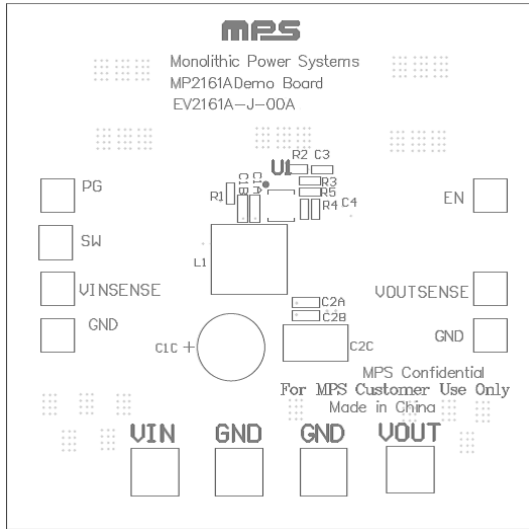 mps
Monolithic Power Systems
MP2161ADemo Board
EV2161A-J-00A
R2 C3
U1
R3
R5
R4 C4
C1B
C1A
R1
PG
EN
SW
L1
VINSENSE
VOUTSENSE
C2A
C2B
GND
GND
C1C +
C2C
MPS Confidential
For MPS Customer Use Only
Made in China
VIN GND GND VOUT